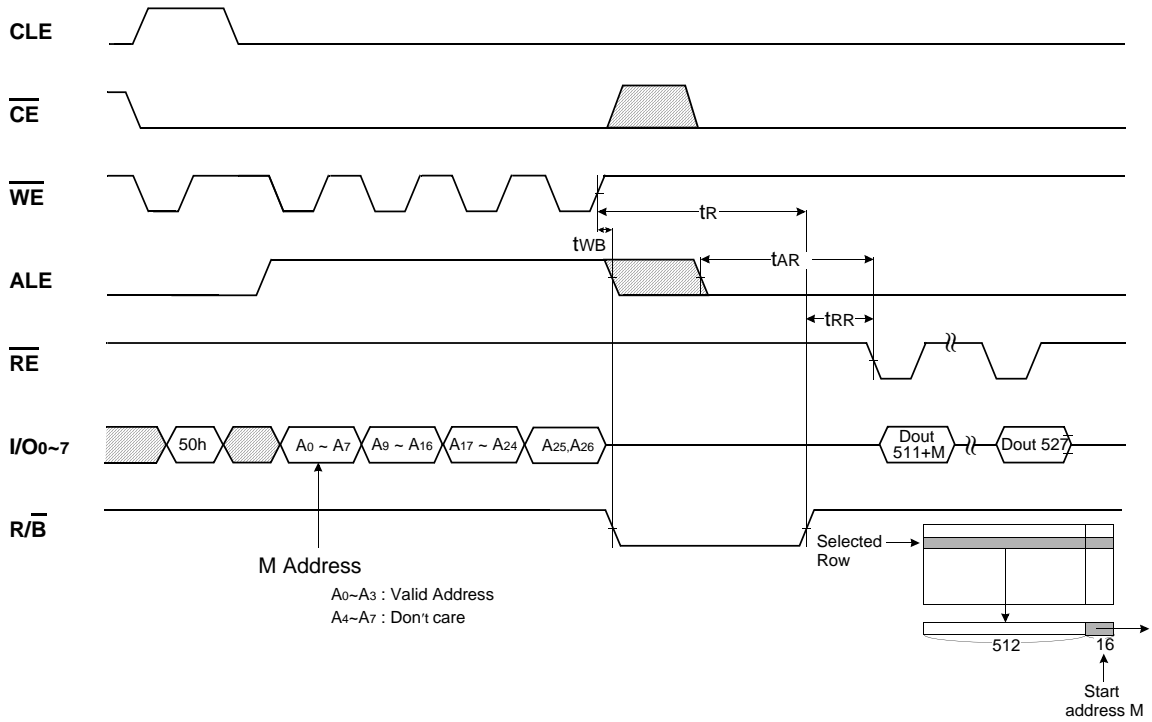 CLE
CE
WE
tR
tWB
ALE
tAR
tRR
RE
I/O0~7
50h
A0 ~ A7
A9 ~ A16
A17 ~ A24
A25,A26
Dout
511+M
Dout 527
R/B
M Address
A0~A3 : Valid Address
A4~A7 : Don't care
Selected
Row
512
16
Start
address M